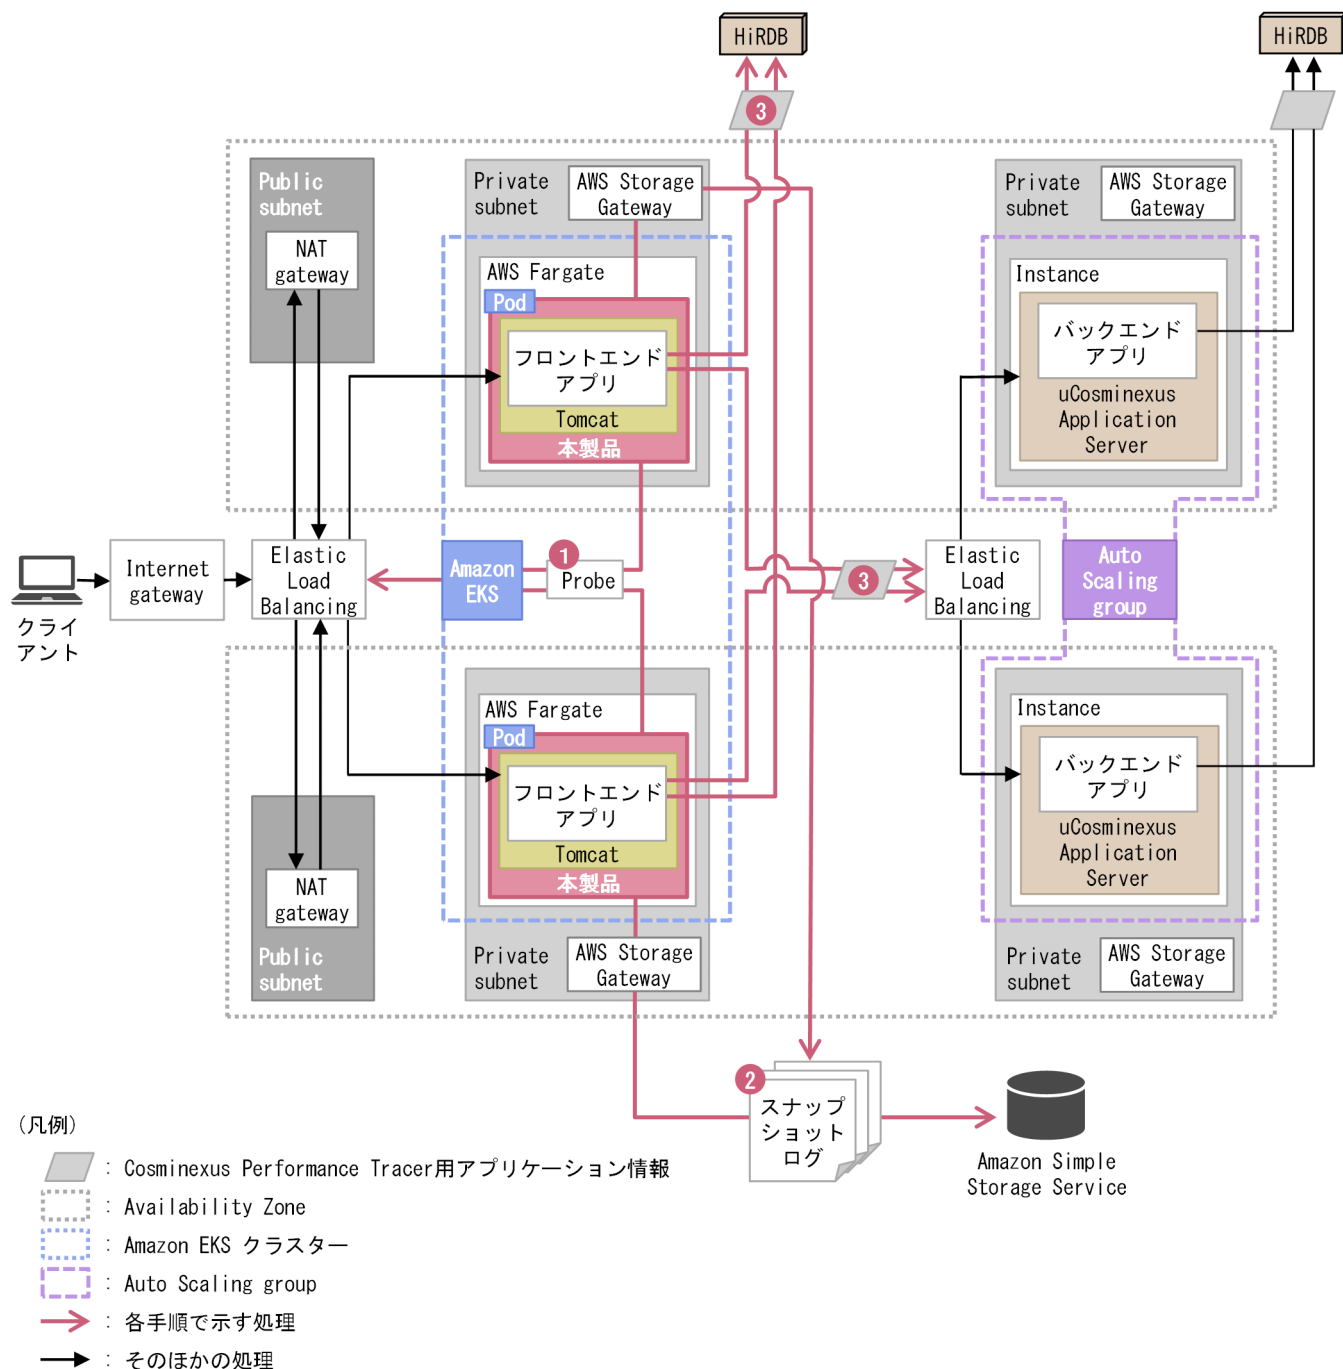 HiRDB
HiRDB
3
Public
subnet
NAT
gateway
Private
subnet
AWS Storage
Gateway
AWS Fargate
Pod
フロントエンド
アプリ
Tomcat
本製品
Private
subnet
AWS Storage
Gateway
Instance
バックエンド
アプリ
uCosminexus
Application
Server
クライ
アント
Internet
gateway
Elastic
Load
Balancing
Amazon
EKS
1
Probe
3
Elastic
Load
Balancing
Auto
Scaling
group
NAT
gateway
Public
subnet
AWS Fargate
Pod
フロントエンド
アプリ
Tomcat
本製品
Private
subnet
AWS Storage
Gateway
Instance
バックエンド
アプリ
uCosminexus
Application
Server
Private
subnet
AWS Storage
Gateway
2
スナップ
ショット
ログ
Amazon Simple
Storage Service
(凡例)
: Cosminexus Performance Tracer用アプリケーション情報
: Availability Zone
: Amazon EKS クラスター
: Auto Scaling group
: 各手順で示す処理
: そのほかの処理